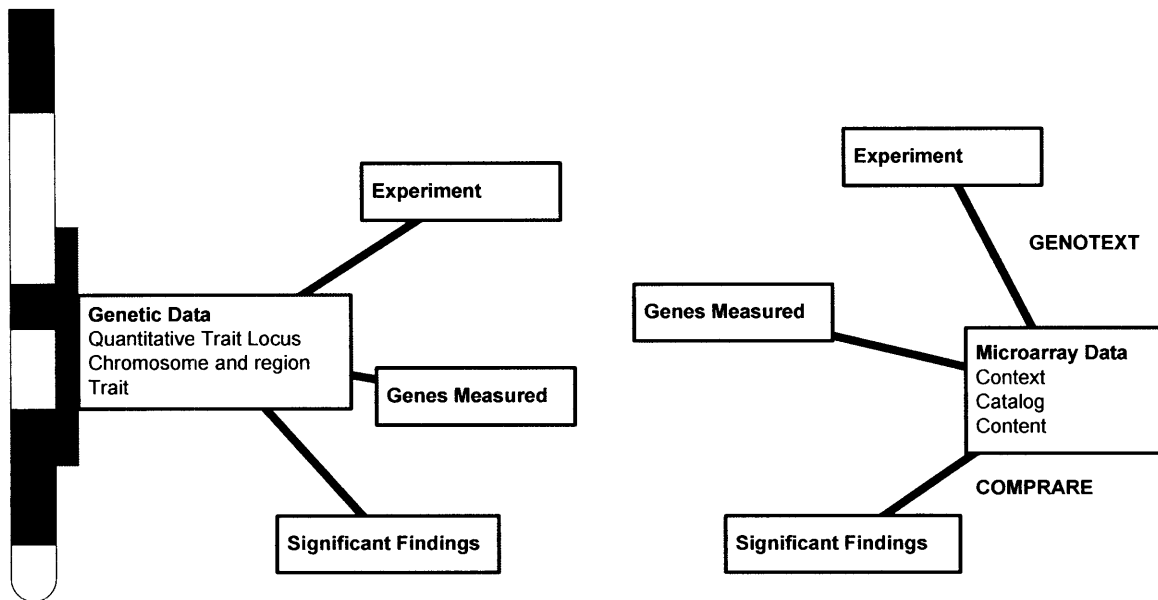 Experiment
Genetic Data
Quantitative Trait Locus
Chromosome and region
Trait
Genes Measured
Significant Findings
Experiment
GENOTEXT
Genes Measured
Microarray Data
Context
Catalog
Content
COMPRARE
Significant Findings